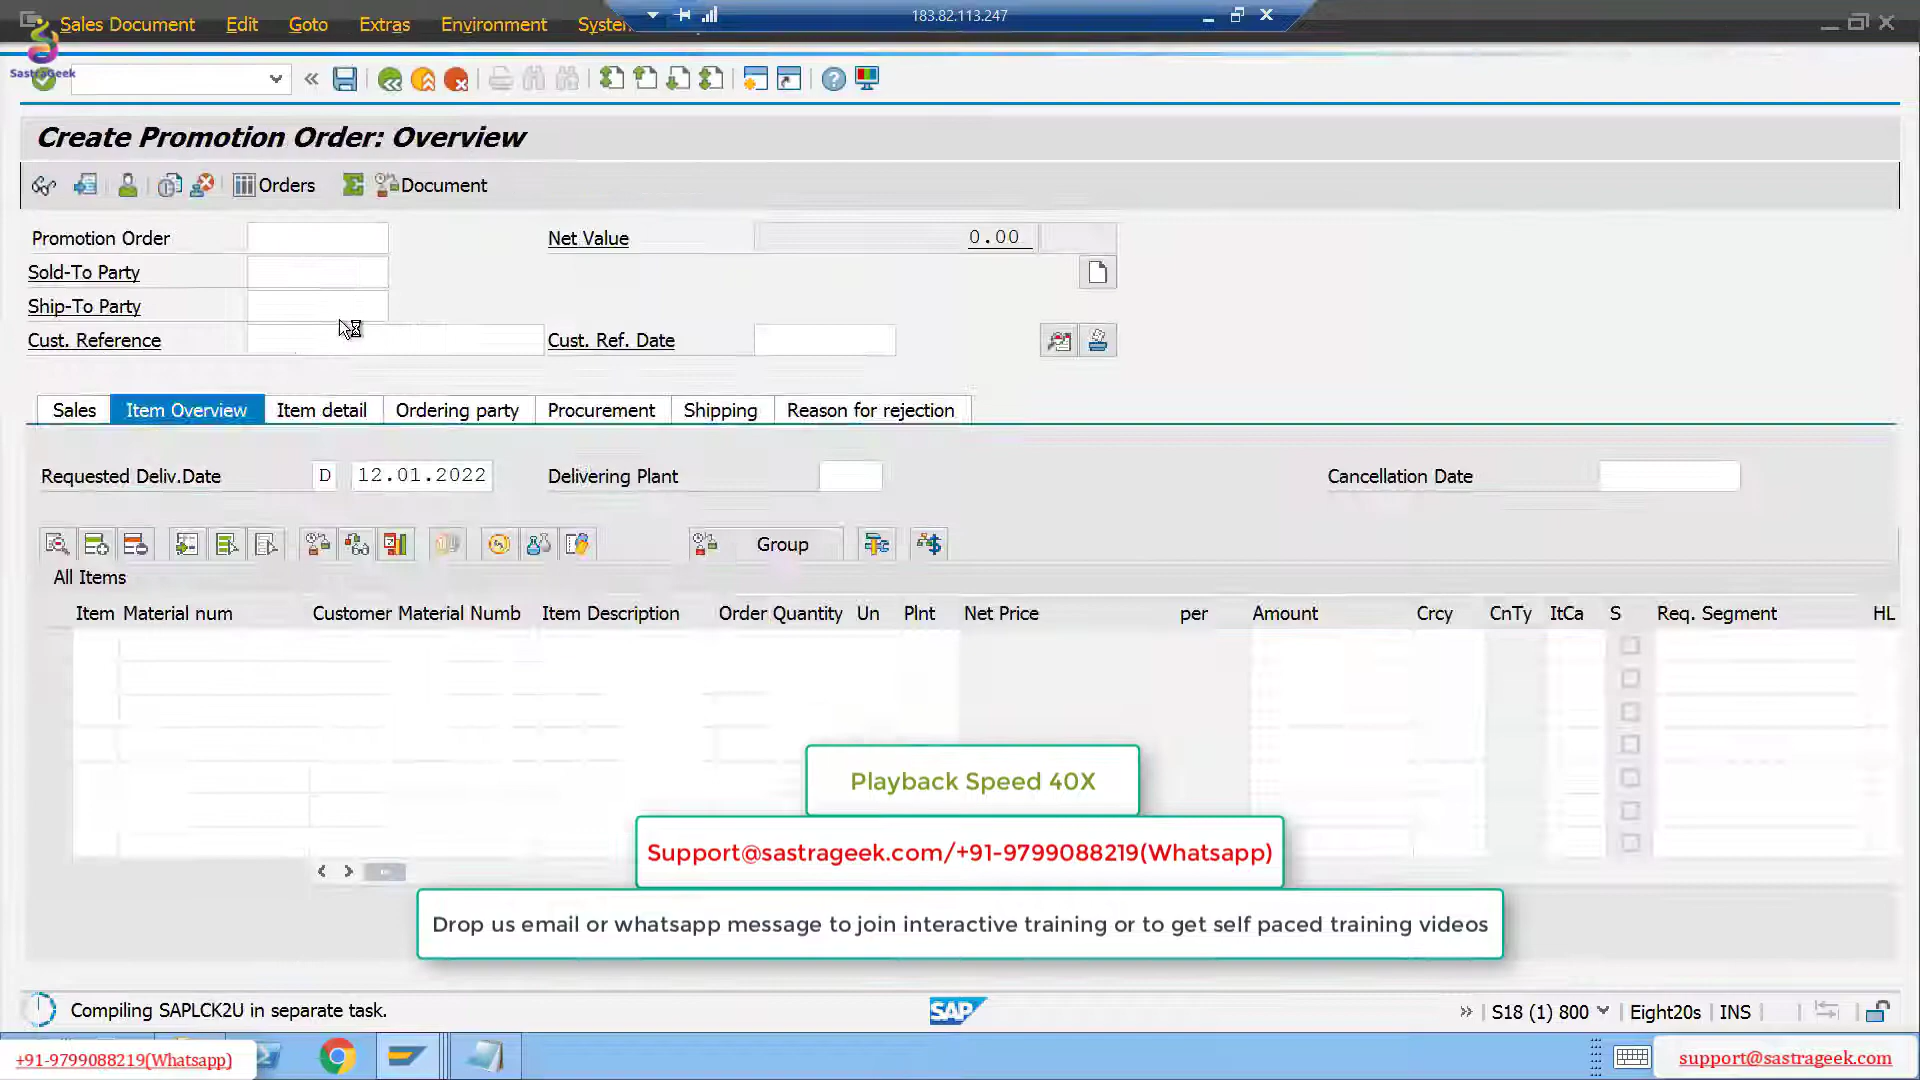 Sales Document Edit Goto Extras Environment System
183.82.113.247
SastraGeek
Create Promotion Order: Overview
Orders Document
Promotion Order Net Value 0.00
Sold-To Party
Ship-To Party
Cust. Reference Cust. Ref. Date
Sales Item Overview Item detail Ordering party Procurement Shipping Reason for rejection
Requested Deliv.Date D 12.01.2022 Delivering Plant Cancellation Date
Group
All Items
Item Material num Customer Material Numb Item Description Order Quantity Un Plnt Net Price per Amount Crcy CnTy ItCa S Req. Segment HL
Playback Speed 40X
Support@sastrageek.com/+91-9799088219(Whatsapp)
Drop us email or whatsapp message to join interactive training or to get self paced training videos
Compiling SAPLCK2U in separate task.
SAP
S18 (1) 800 Eight20s INS
+91-9799088219(Whatsapp)
support@sastrageek.com